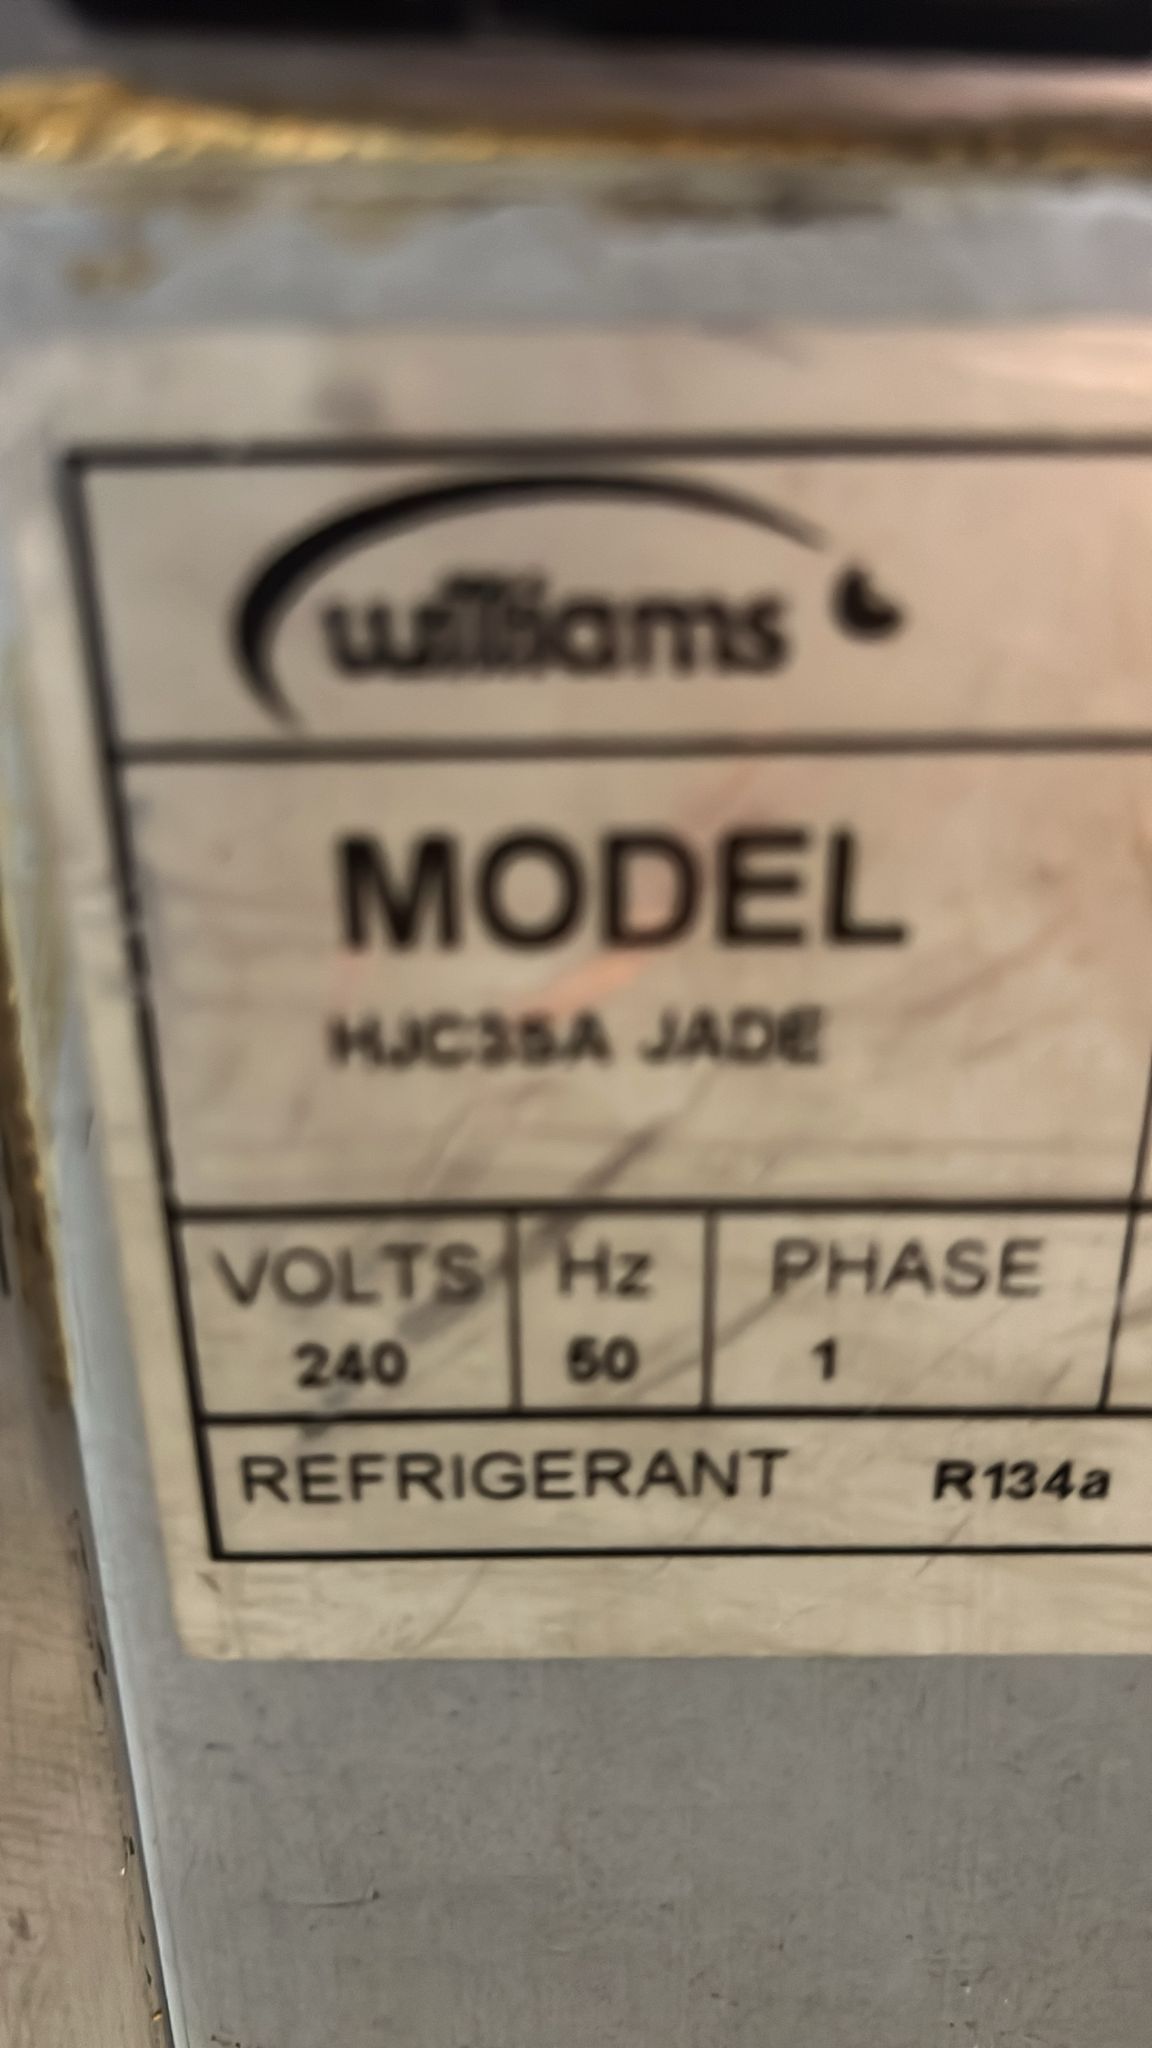 williams
MODEL
HJC35A JADE
VOLTS Hz PHASE
240 50 1
REFRIGERANT R134a